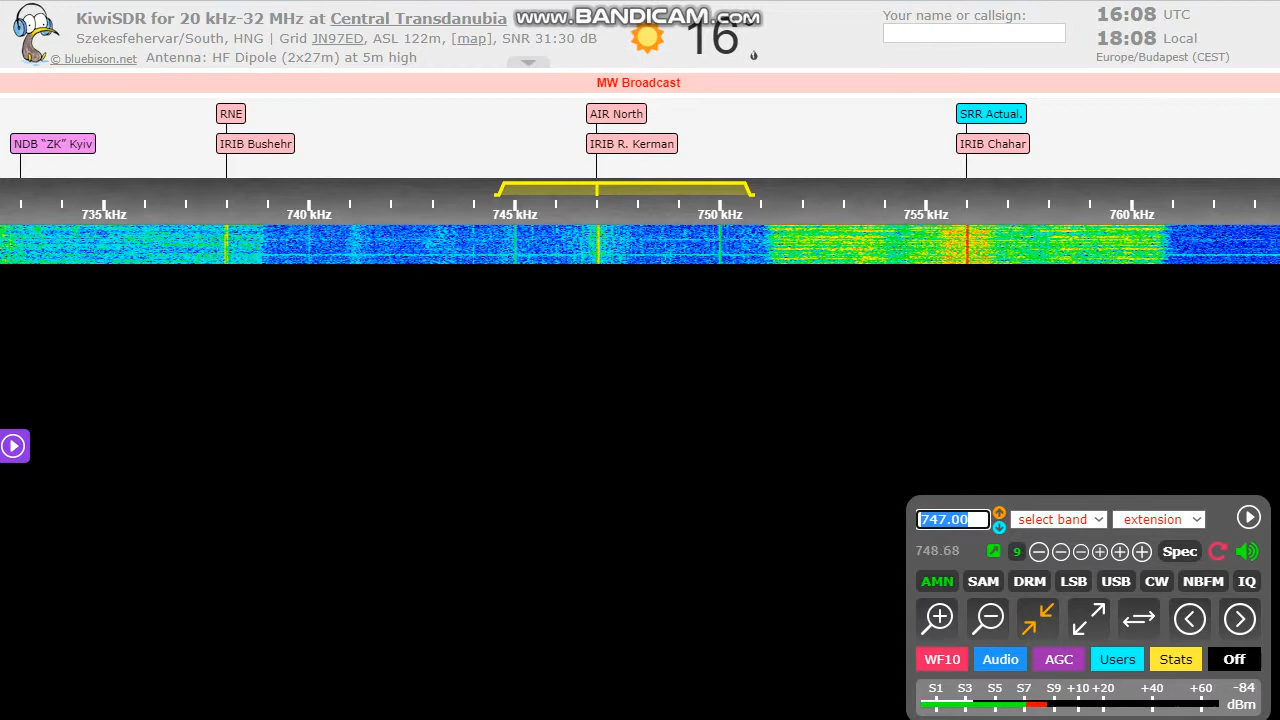 KiwiSDR for 20 kHz-32 MHz at Central Transdanubia
www.BANDICAM.com
Szekesfehervar/South, HNG | Grid JN97ED, ASL 122m, [map], SNR 31:30 dB
16
© bluebison.net
Antenna: HF Dipole (2x27m) at 5m high
Your name or callsign:
16:08 UTC
18:08 Local
Europe/Budapest (CEST)
MW Broadcast
RNE
AIR North
SRR Actual.
NDB "ZK" Kyiv
IRIB Bushehr
IRIB R. Kerman
IRIB Chahar
735 kHz
740 kHz
745 kHz
750 kHz
755 kHz
760 kHz
747.00
select band
extension
748.68
9
Spec
AMN
SAM
DRM
LSB
USB
CW
NBFM
IQ
WF10
Audio
AGC
Users
Stats
Off
S1 S3 S5 S7 S9 +10 +20 +40 +60
-84
dBm